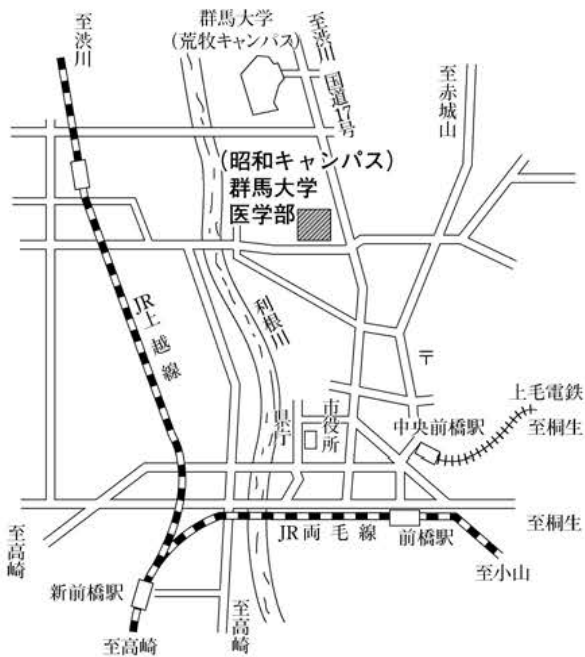 至渋川
群馬大学
(荒牧キャンパス)
至渋川
国道17号
至赤城山
(昭和キャンパス)
群馬大学
医学部
JR上越線
利根川
〒
上毛電鉄
県庁
市役所
中央前橋駅
至桐生
至高崎
JR両毛線
前橋駅
至桐生
至小山
新前橋駅
至高崎
至高崎